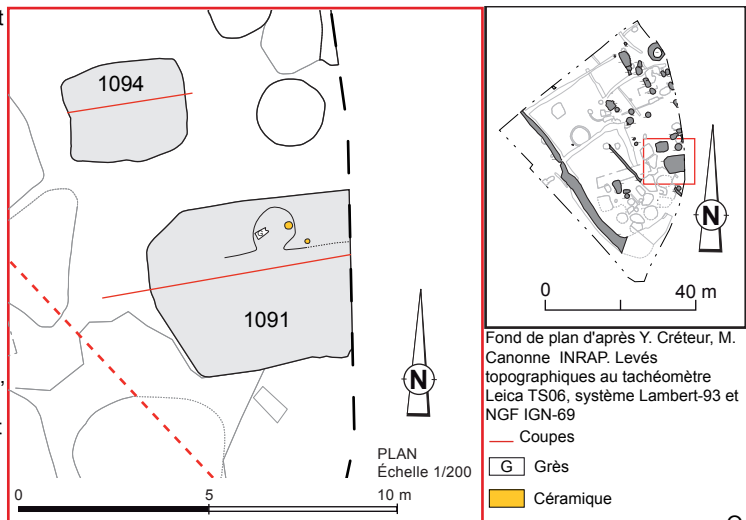 t
1094
1091
,
:
N
PLAN
Échelle 1/200
0 5 10 m
N
0 40 m
Fond de plan d'après Y. Créteur, M.
Canonne INRAP. Levés
topographiques au tachéomètre
Leica TS06, système Lambert-93 et
NGF IGN-69
Coupes
G Grès
Céramique